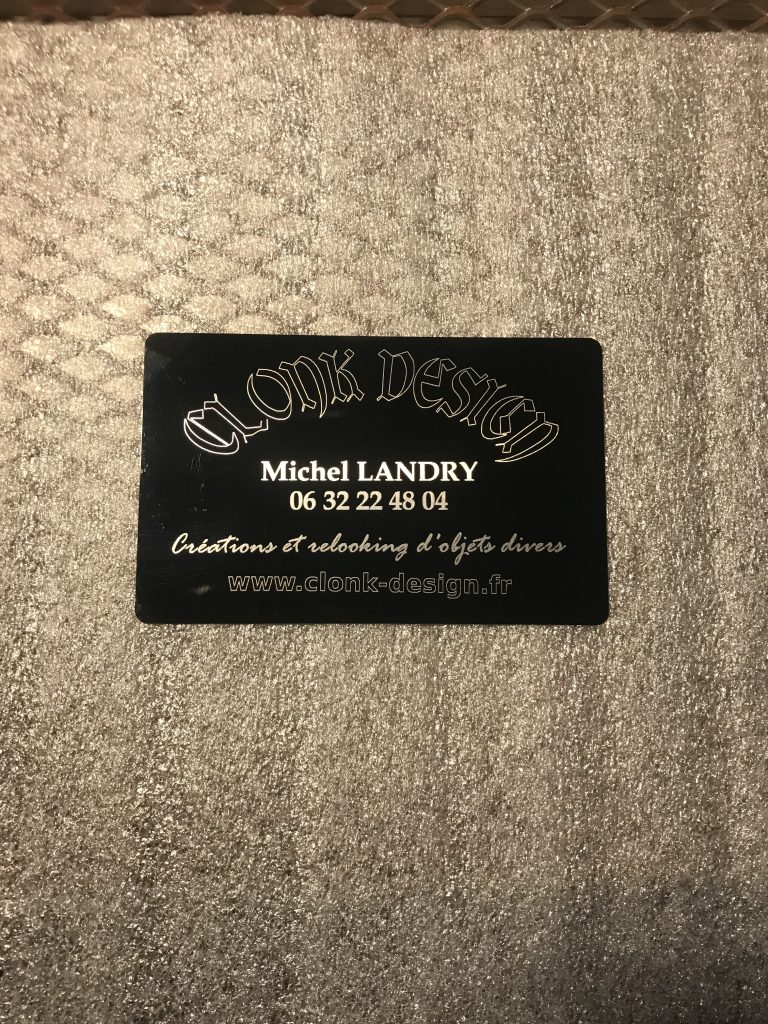 CLONK DESIGN
Michel LANDRY
06 32 22 48 04
Créations et relooking d'objets divers
www.clonk-design.fr